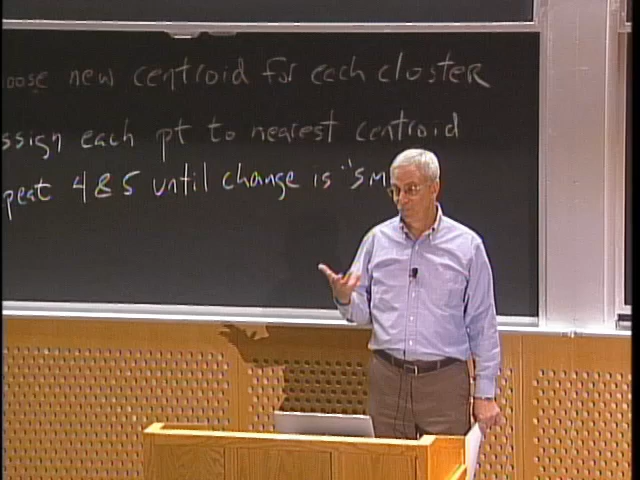 oose new centroid for each cluster
ssign each pt to nearest centroid
peat 4 & 5 until change is "sm